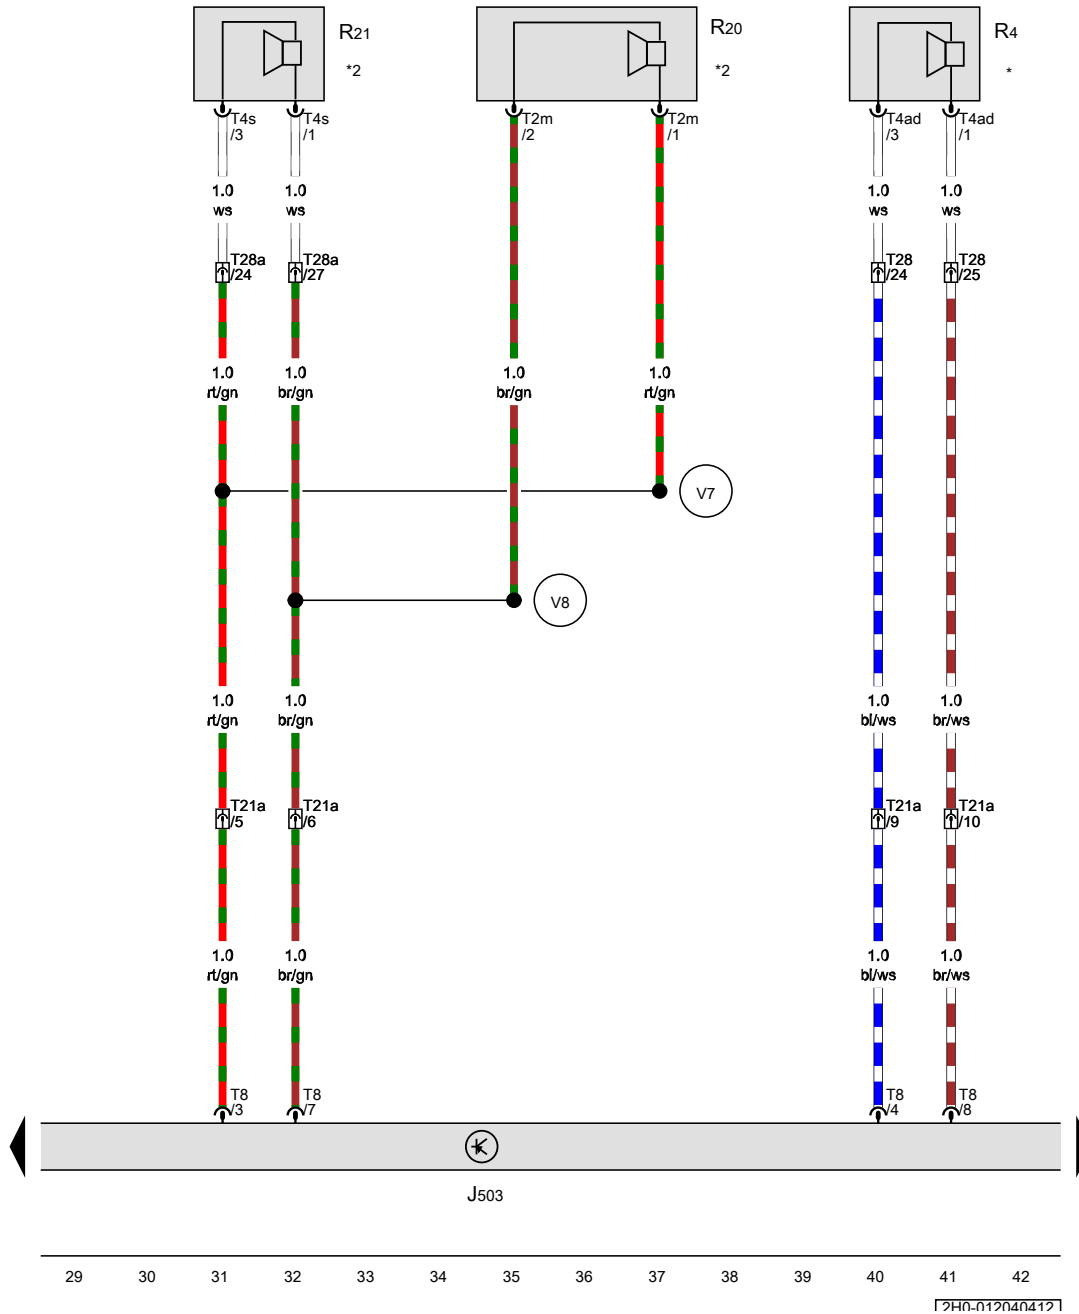 R21
*2
R20
*2
R4
*
T4s
/3
T4s
/1
T2m
/2
T2m
/1
T4ad
/3
T4ad
/1
1.0
ws
1.0
ws
1.0
ws
1.0
ws
T28a
/24
T28a
/27
T28
/24
T28
/25
1.0
rt/gn
1.0
br/gn
1.0
br/gn
1.0
rt/gn
V7
V8
1.0
rt/gn
1.0
br/gn
1.0
bl/ws
1.0
br/ws
T21a
/5
T21a
/6
T21a
/9
T21a
/10
1.0
rt/gn
1.0
br/gn
1.0
bl/ws
1.0
br/ws
T8
/3
T8
/7
T8
/4
T8
/8
J503
29 30 31 32 33 34 35 36 37 38 39 40 41 42
2H0-012040412